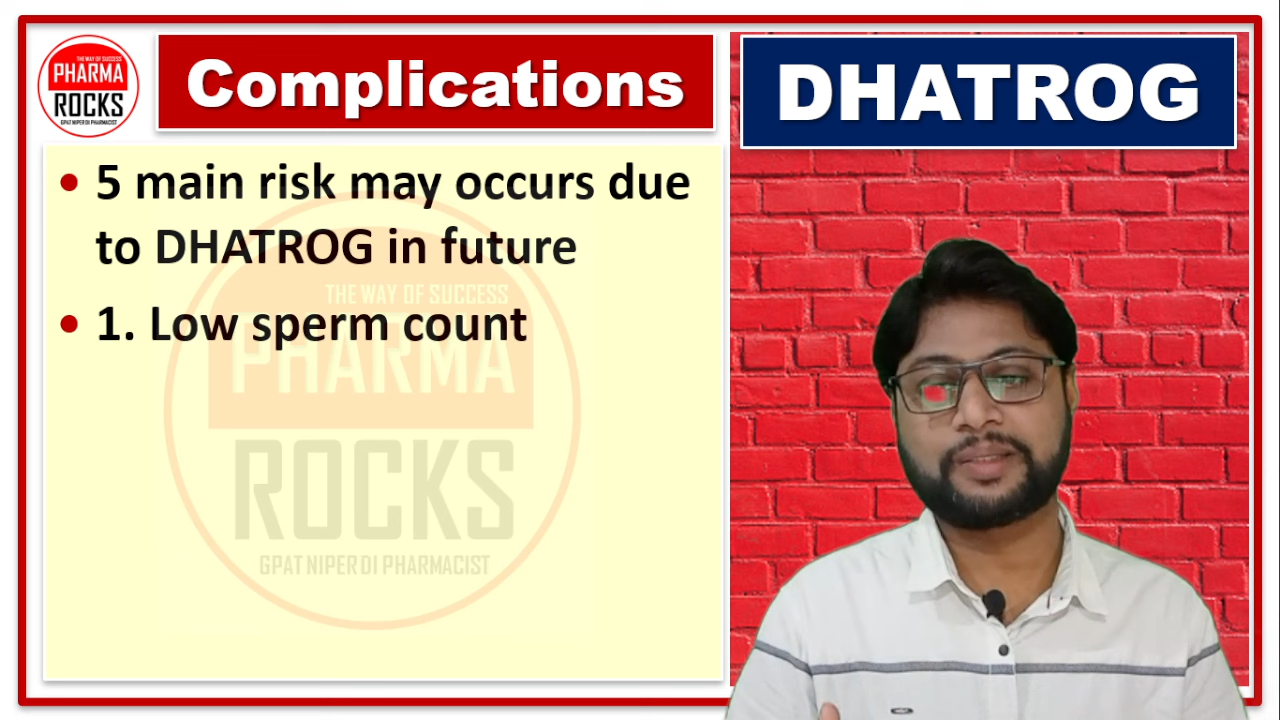 THE WAY OF SUCCESS
PHARMA
ROCKS
GPAT NIPER DI PHARMACIST
Complications
DHATROG
• 5 main risk may occurs due
to DHATROG in future
• 1. Low sperm count
THE WAY OF SUCCESS
PHARMA
ROCKS
GPAT NIPER DI PHARMACIST